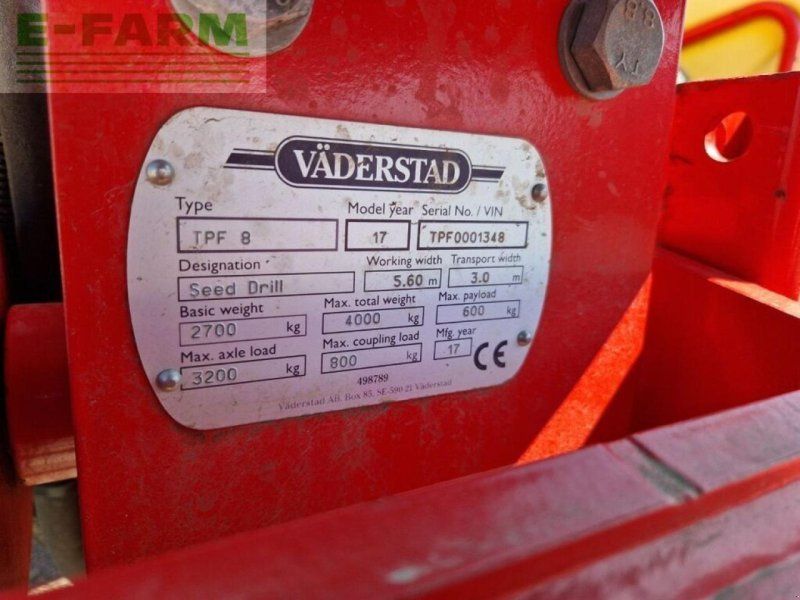 E-FARM
8.8
TY
VÄDERSTAD
Type Model year Serial No. / VIN
TPF 8 17 TPF0001348
Designation Working width Transport width
Seed Drill 5.60 m 3.0 m
Basic weight Max. total weight Max. payload
2700 kg 4000 kg 600 kg
Max. axle load Max. coupling load Mfg. year
3200 kg 800 kg 17 CE
498789
Väderstad AB, Box 85, SE-590 21 Väderstad